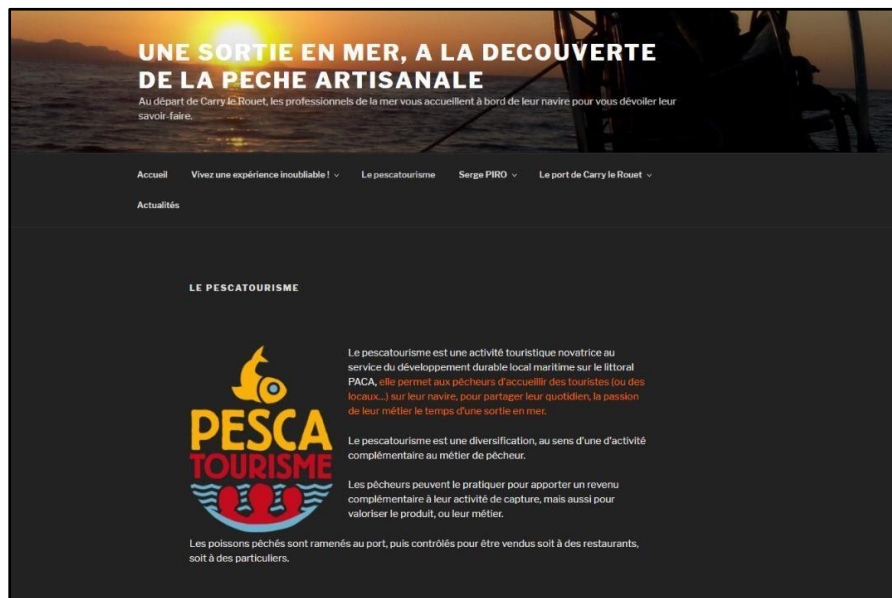 UNE SORTIE EN MER, A LA DECOUVERTE
DE LA PECHE ARTISANALE
Au départ de Carry le Rouet, les professionnels de la mer vous accueillent à bord de leur navire pour vous dévoiler leur
savoir-faire.
Accueil Vivez une expérience inoubliable ! Le pescatourisme Serge PIRO Le port de Carry le Rouet
Actualités
LE PESCATOURISME
PESCA
TOURISME
Le pescatourisme est une activité touristique novatrice au
service du développement durable local maritime sur le littoral
PACA, elle permet aux pêcheurs d'accueillir des touristes (ou des
locaux...) sur leur navire, pour partager leur quotidien, la passion
de leur métier le temps d'une sortie en mer.
Le pescatourisme est une diversification, au sens d'une d'activité
complémentaire au métier de pêcheur.
Les pêcheurs peuvent le pratiquer pour apporter un revenu
complémentaire à leur activité de capture, mais aussi pour
valoriser le produit, ou leur métier.
Les poissons pêchés sont ramenés au port, puis contrôlés pour être vendus soit à des restaurants,
soit à des particuliers.